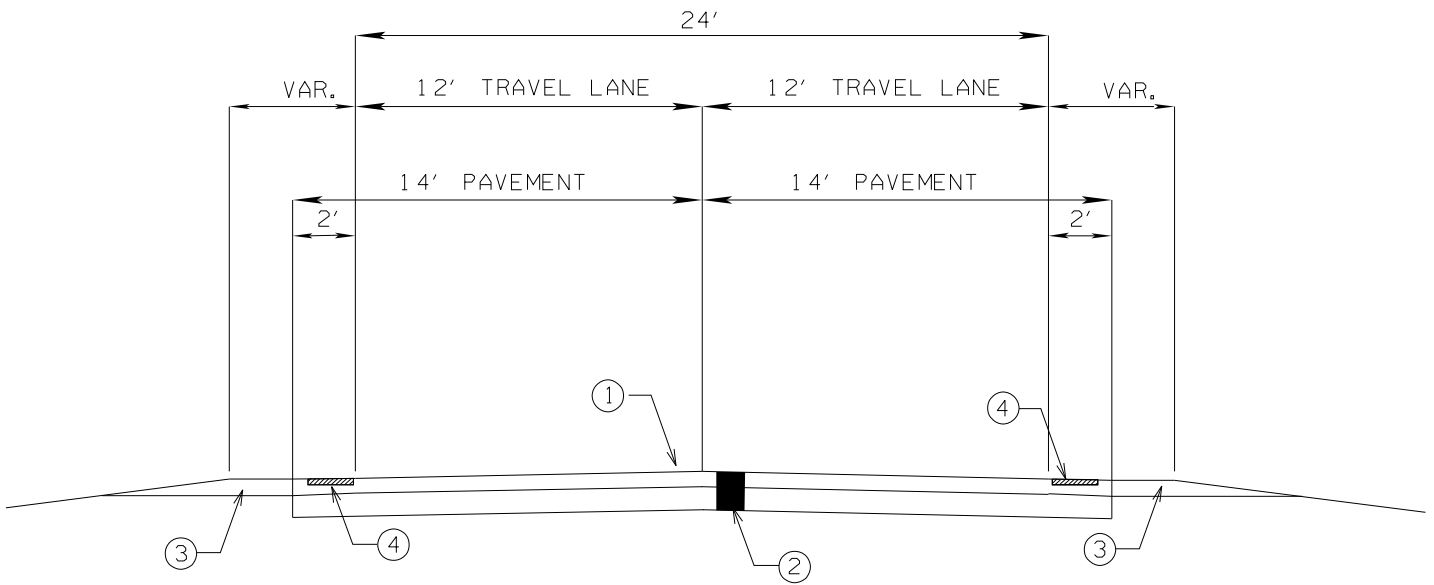 24'
VAR.
12' TRAVEL LANE
12' TRAVEL LANE
VAR.
14' PAVEMENT
14' PAVEMENT
2'
2'
1
4
3
4
2
3